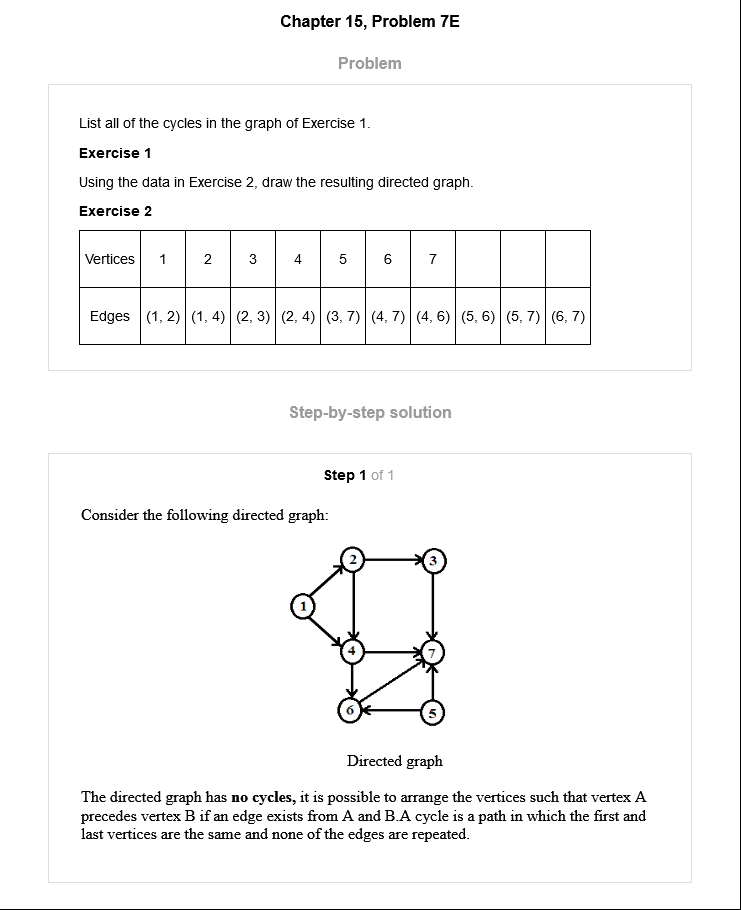 Chapter 15, Problem 7E
Problem
List all of the cycles in the graph of Exercise 1.
Exercise 1
Using the data in Exercise 2, draw the resulting directed graph.
Exercise 2
Vertices 1 2 3 4 5 6 7
Edges (1, 2) (1, 4) (2, 3) (2, 4) (3, 7) (4, 7) (4, 6) (5, 6) (5, 7) (6, 7)
Step-by-step solution
Step 1 of 1
Consider the following directed graph:
2 3
1
4 7
6 5
Directed graph
The directed graph has no cycles, it is possible to arrange the vertices such that vertex A
precedes vertex B if an edge exists from A and B.A cycle is a path in which the first and
last vertices are the same and none of the edges are repeated.